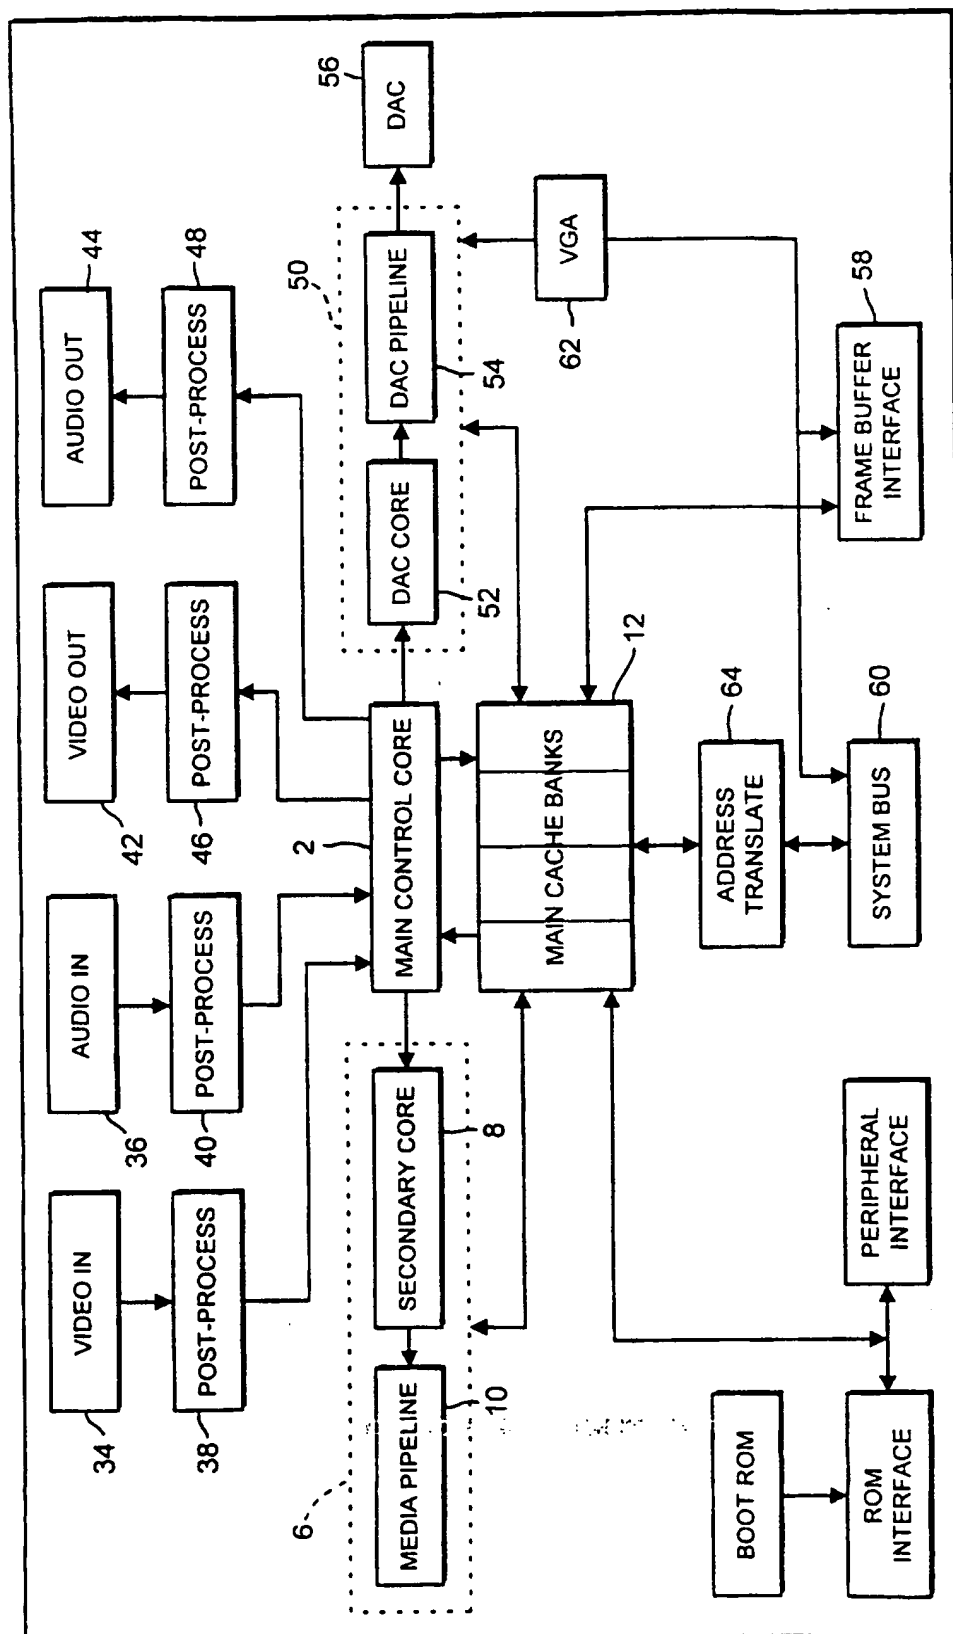 VIDEO IN
34
AUDIO IN
36
VIDEO OUT
42
AUDIO OUT
44
POST-PROCESS
38
POST-PROCESS
40
POST-PROCESS
46
POST-PROCESS
48
6
MEDIA PIPELINE
10
SECONDARY CORE
8
MAIN CONTROL CORE
2
50
DAC CORE
52
DAC PIPELINE
54
DAC
56
MAIN CACHE BANKS
12
VGA
62
ADDRESS
TRANSLATE
64
BOOT ROM
ROM
INTERFACE
PERIPHERAL
INTERFACE
SYSTEM BUS
60
FRAME BUFFER
INTERFACE
58